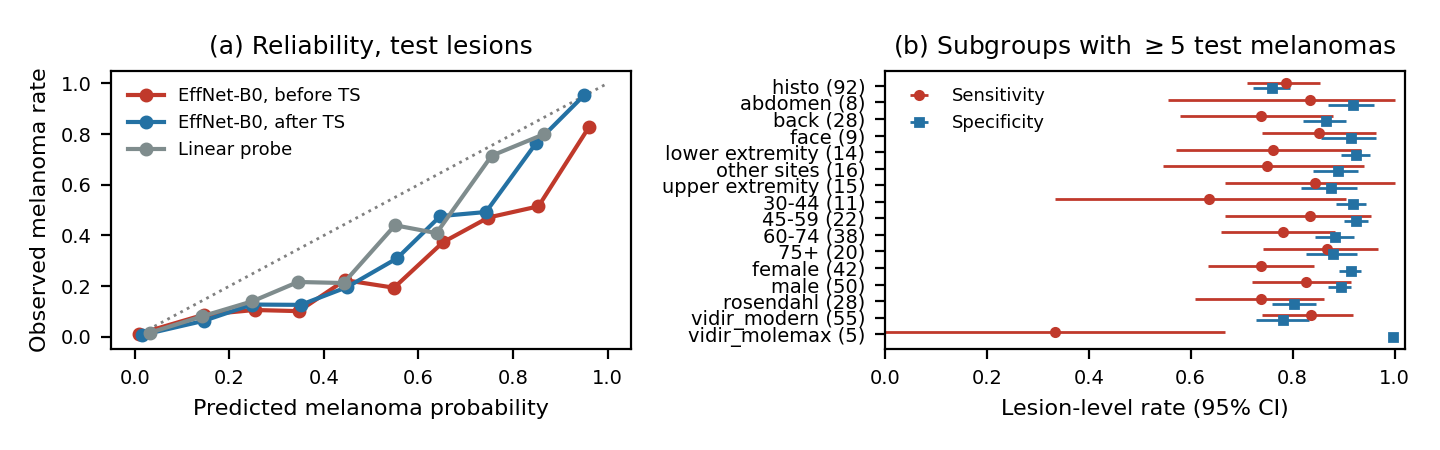 (a) Reliability, test lesions
Observed melanoma rate
1.0
0.8
0.6
0.4
0.2
0.0
EffNet-B0, before TS
EffNet-B0, after TS
Linear probe
0.0 0.2 0.4 0.6 0.8 1.0
Predicted melanoma probability
(b) Subgroups with ≥ 5 test melanomas
histo (92)
abdomen (8)
back (28)
face (9)
lower extremity (14)
other sites (16)
upper extremity (15)
30-44 (11)
45-59 (22)
60-74 (38)
75+ (20)
female (42)
male (50)
rosendahl (28)
vidir_modern (55)
vidir_molemax (5)
Sensitivity
Specificity
0.0 0.2 0.4 0.6 0.8 1.0
Lesion-level rate (95% CI)